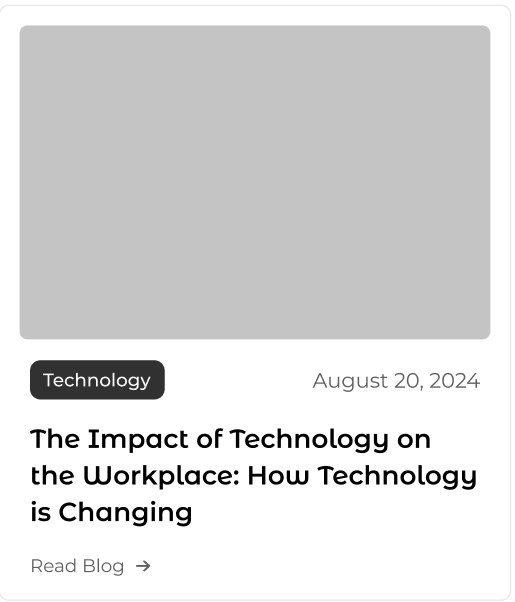 Technology
August 20, 2024
The Impact of Technology on
the Workplace: How Technology
is Changing
Read Blog →